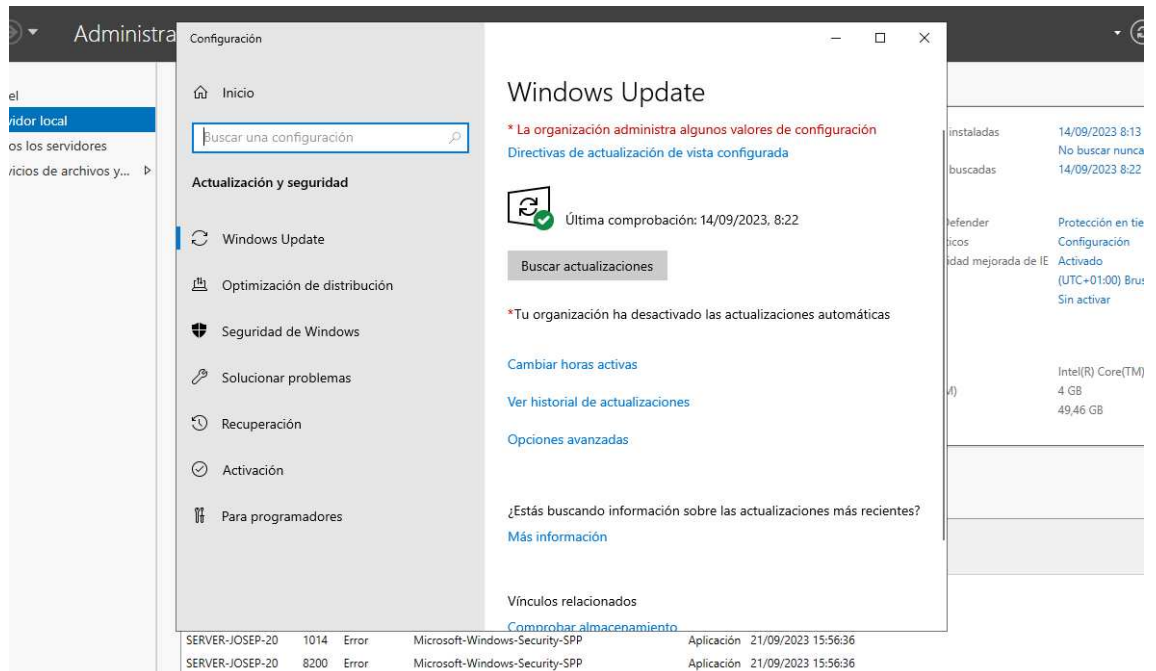 Administra
Configuración
Inicio
Buscar una configuración
Actualización y seguridad
Windows Update
Optimización de distribución
Seguridad de Windows
Solucionar problemas
Recuperación
Activación
Para programadores
Windows Update
* La organización administra algunos valores de configuración
Directivas de actualización de vista configurada
Última comprobación: 14/09/2023, 8:22
Buscar actualizaciones
*Tu organización ha desactivado las actualizaciones automáticas
Cambiar horas activas
Ver historial de actualizaciones
Opciones avanzadas
¿Estás buscando información sobre las actualizaciones más recientes?
Más información
Vínculos relacionados
Comprobar almacenamiento
el
vidor local
os los servidores
vicios de archivos y...
instaladas 14/09/2023 8:13
No buscar nunca
buscadas 14/09/2023 8:22
efender Protección en tie
icos Configuración
idad mejorada de IE Activado
(UTC+01:00) Brus
Sin activar
Intel(R) Core(TM)
M) 4 GB
49,46 GB
SERVER-JOSEP-20 1014 Error Microsoft-Windows-Security-SPP Aplicación 21/09/2023 15:56:36
SERVER-JOSEP-20 8200 Error Microsoft-Windows-Security-SPP Aplicación 21/09/2023 15:56:36